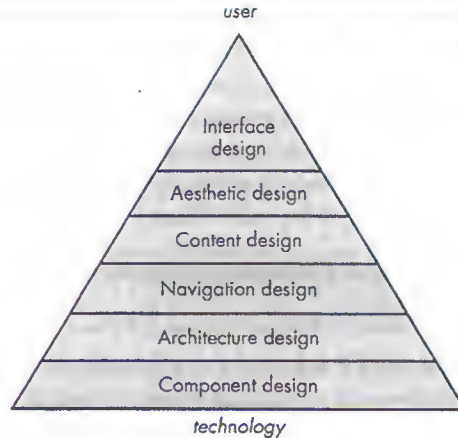 user
Interface
design
Aesthetic design
Content design
Navigation design
Architecture design
Component design
technology